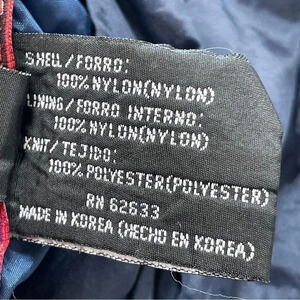 SHELL/FORRO:
100% NYLON(NYLON)
LINING/FORRO INTERNO:
100% NYLON(NYLON)
KNIT/TEJIDO:
100% POLYESTER(POLYESTER)
RN 62633
MADE IN KOREA (HECHO EN KOREA)